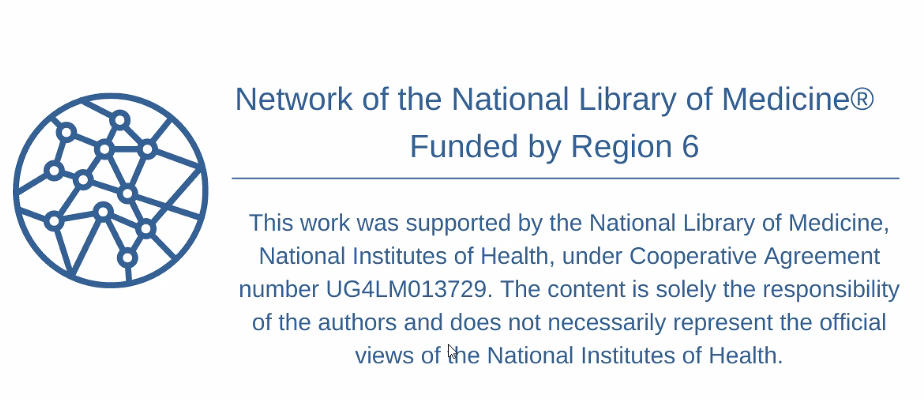 Network of the National Library of Medicine®
Funded by Region 6
This work was supported by the National Library of Medicine,
National Institutes of Health, under Cooperative Agreement
number UG4LM013729. The content is solely the responsibility
of the authors and does not necessarily represent the official
views of the National Institutes of Health.